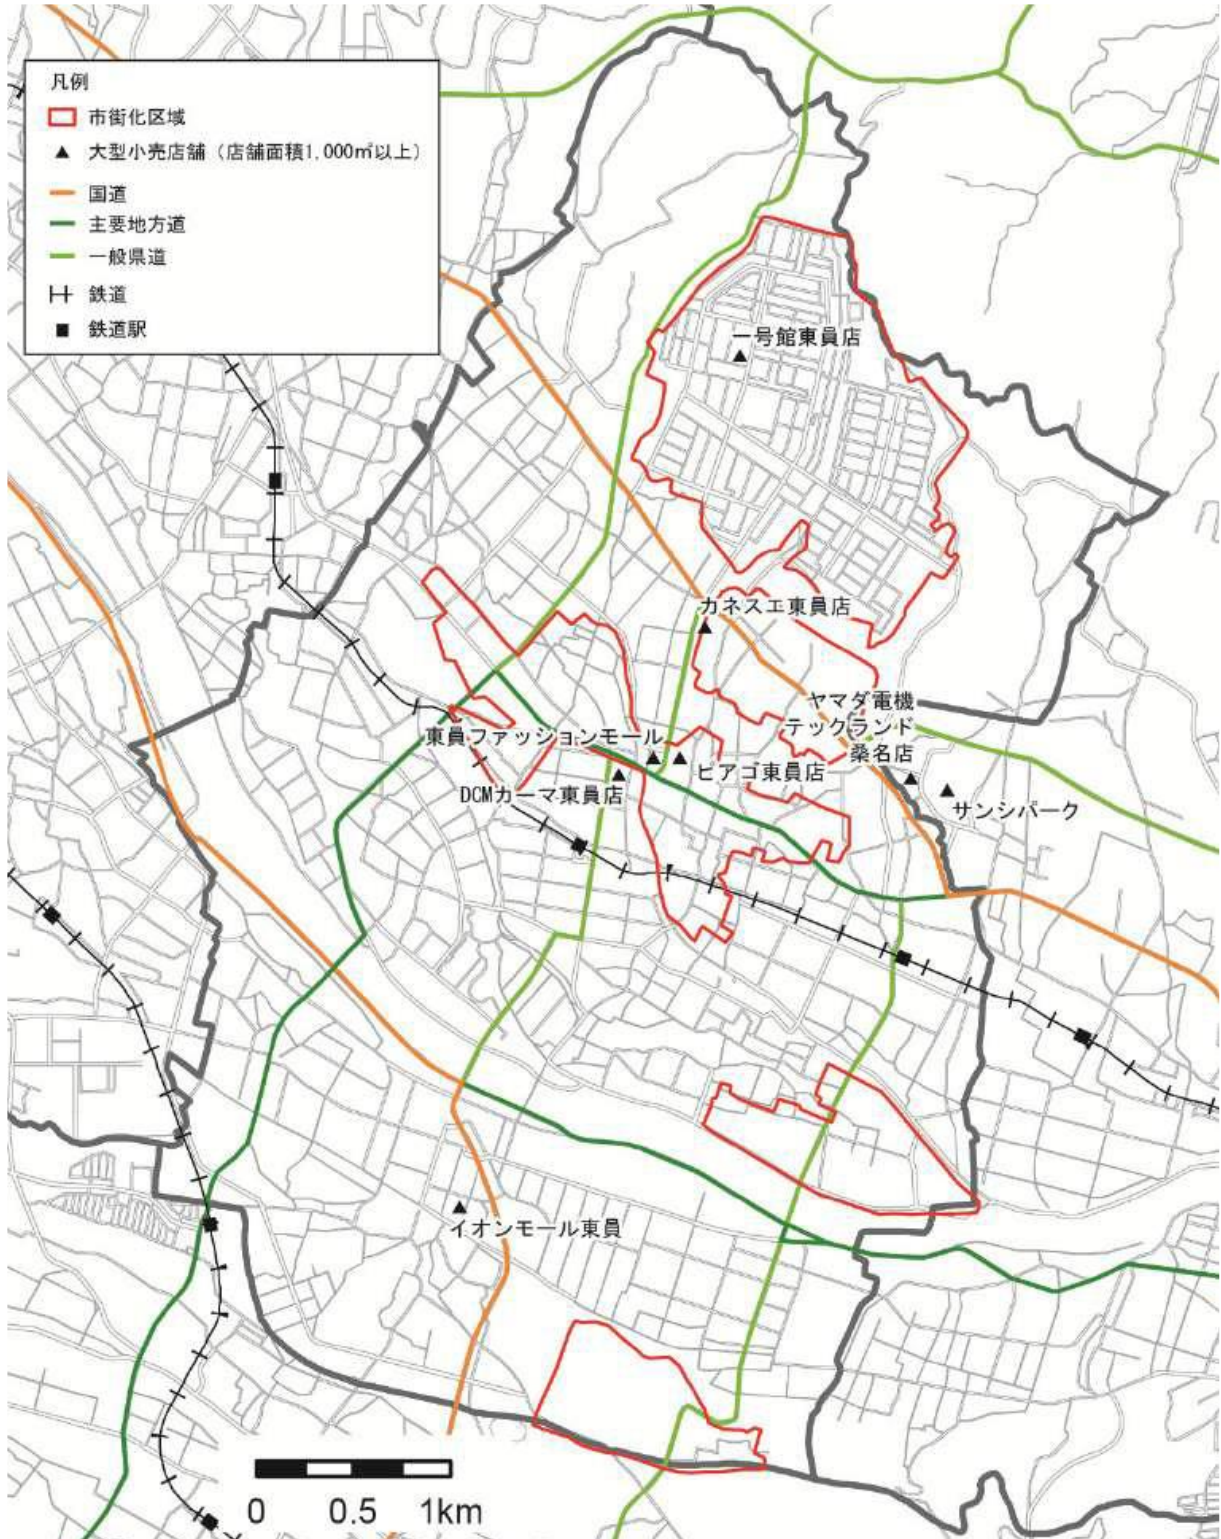 凡例
市街化区域
大型小売店舗（店舗面積1,000㎡以上）
国道
主要地方道
一般県道
鉄道
鉄道駅
一号館東員店
カネスエ東員店
ヤマダ電機
テックランド
桑名店
東員ファッションモール
ピアゴ東員店
DCMカーマ東員店
サンシパーク
イオンモール東員
0 0.5 1km